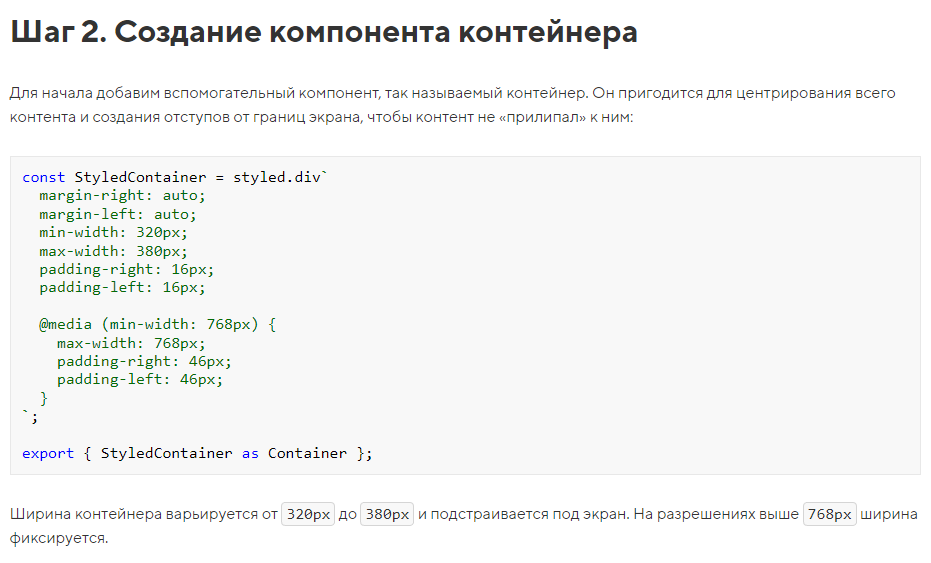 Шаг 2. Создание компонента контейнера
Для начала добавим вспомогательный компонент, так называемый контейнер. Он пригодится для центрирования всего
контента и создания отступов от границ экрана, чтобы контент не «прилипал» к ним:
const StyledContainer = styled.div`
  margin-right: auto;
  margin-left: auto;
  min-width: 320px;
  max-width: 380px;
  padding-right: 16px;
  padding-left: 16px;

  @media (min-width: 768px) {
    max-width: 768px;
    padding-right: 46px;
    padding-left: 46px;
  }
`;

export { StyledContainer as Container };
Ширина контейнера варьируется от 320px до 380px и подстраивается под экран. На разрешениях выше 768px ширина
фиксируется.